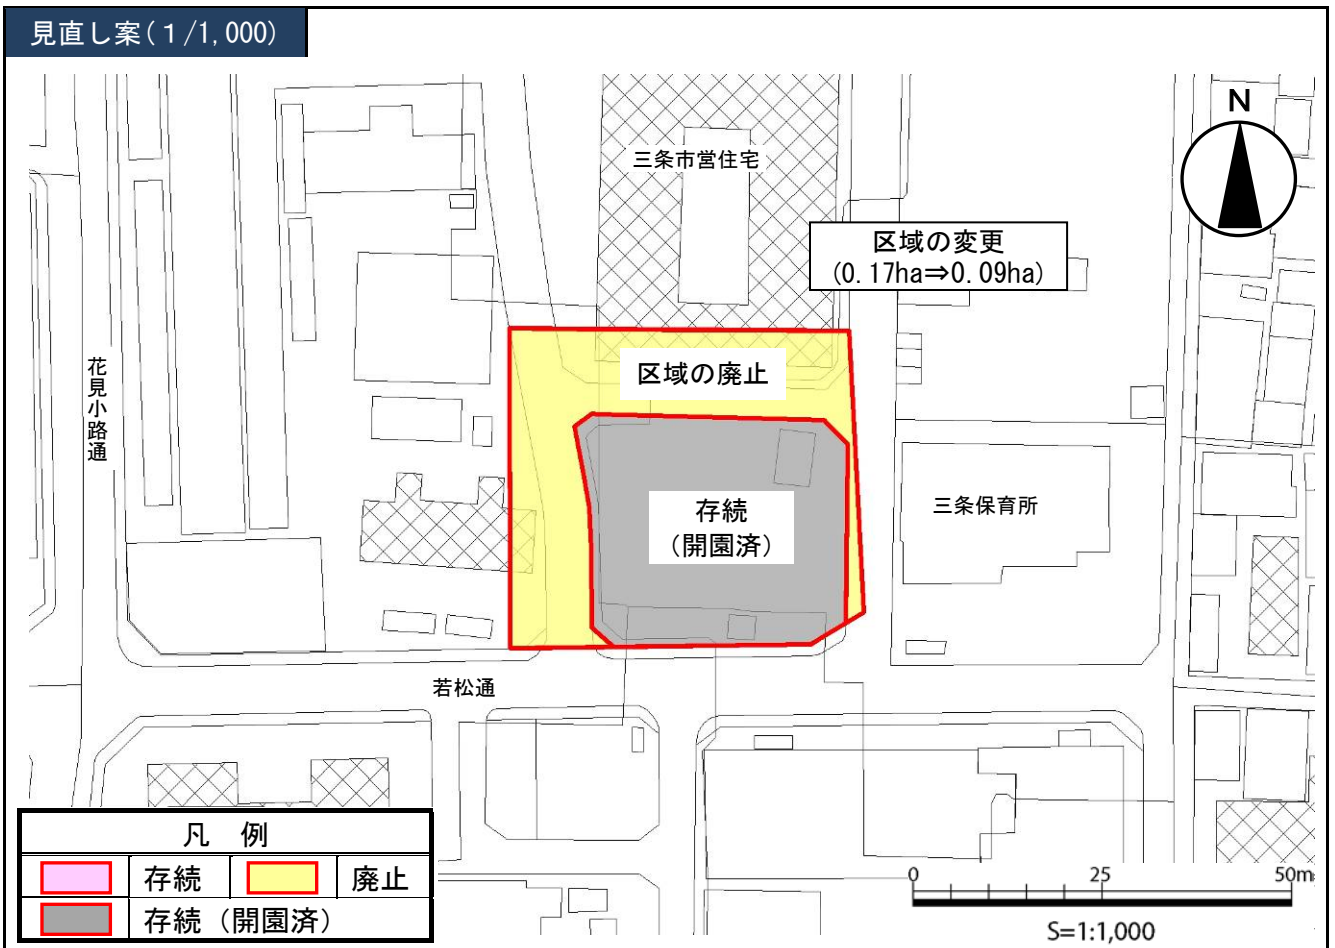 見直し案(１/1,000)
N
三条市営住宅
区域の変更
(0.17ha⇒0.09ha)
区域の廃止
花見小路通
存続
(開園済)
三条保育所
若松通
凡 例
存続 廃止
存続（開園済）
0 25 50m
S=1:1,000